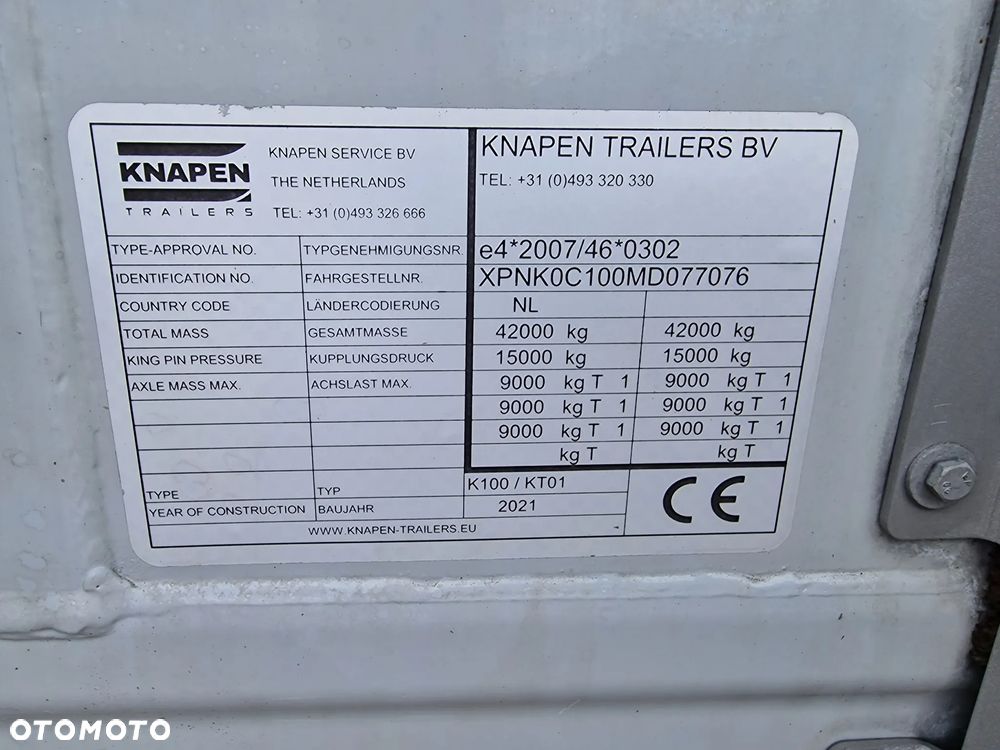 KNAPEN
TRAILERS
KNAPEN SERVICE BV
THE NETHERLANDS
TEL: +31 (0)493 326 666
KNAPEN TRAILERS BV
TEL: +31 (0)493 320 330
TYPE-APPROVAL NO. TYPGENEHMIGUNGSNR. e4*2007/46*0302
IDENTIFICATION NO. FAHRGESTELLNR. XPNK0C100MD077076
COUNTRY CODE LÄNDERCODIERUNG NL
TOTAL MASS GESAMTMASSE 42000 kg 42000 kg
KING PIN PRESSURE KUPPLUNGSDRUCK 15000 kg 15000 kg
AXLE MASS MAX. ACHSLAST MAX. 9000 kg T 1 9000 kg T 1
9000 kg T 1 9000 kg T 1
9000 kg T 1 9000 kg T 1
kg T kg T
TYPE TYP K100 / KT01
YEAR OF CONSTRUCTION BAUJAHR 2021
CE
WWW.KNAPEN-TRAILERS.EU
OTOMOTO